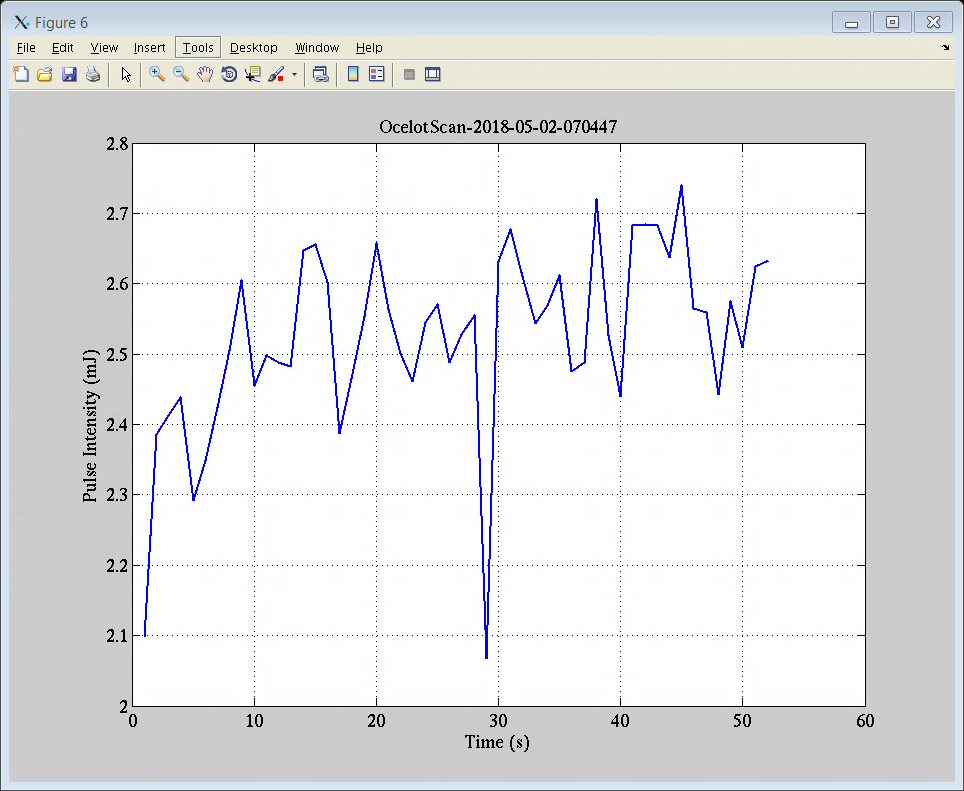 Figure 6
File Edit View Insert Tools Desktop Window Help
OcelotScan-2018-05-02-070447
2.8
2.7
2.6
2.5
2.4
2.3
2.2
2.1
2
Pulse Intensity (mJ)
0 10 20 30 40 50 60
Time (s)